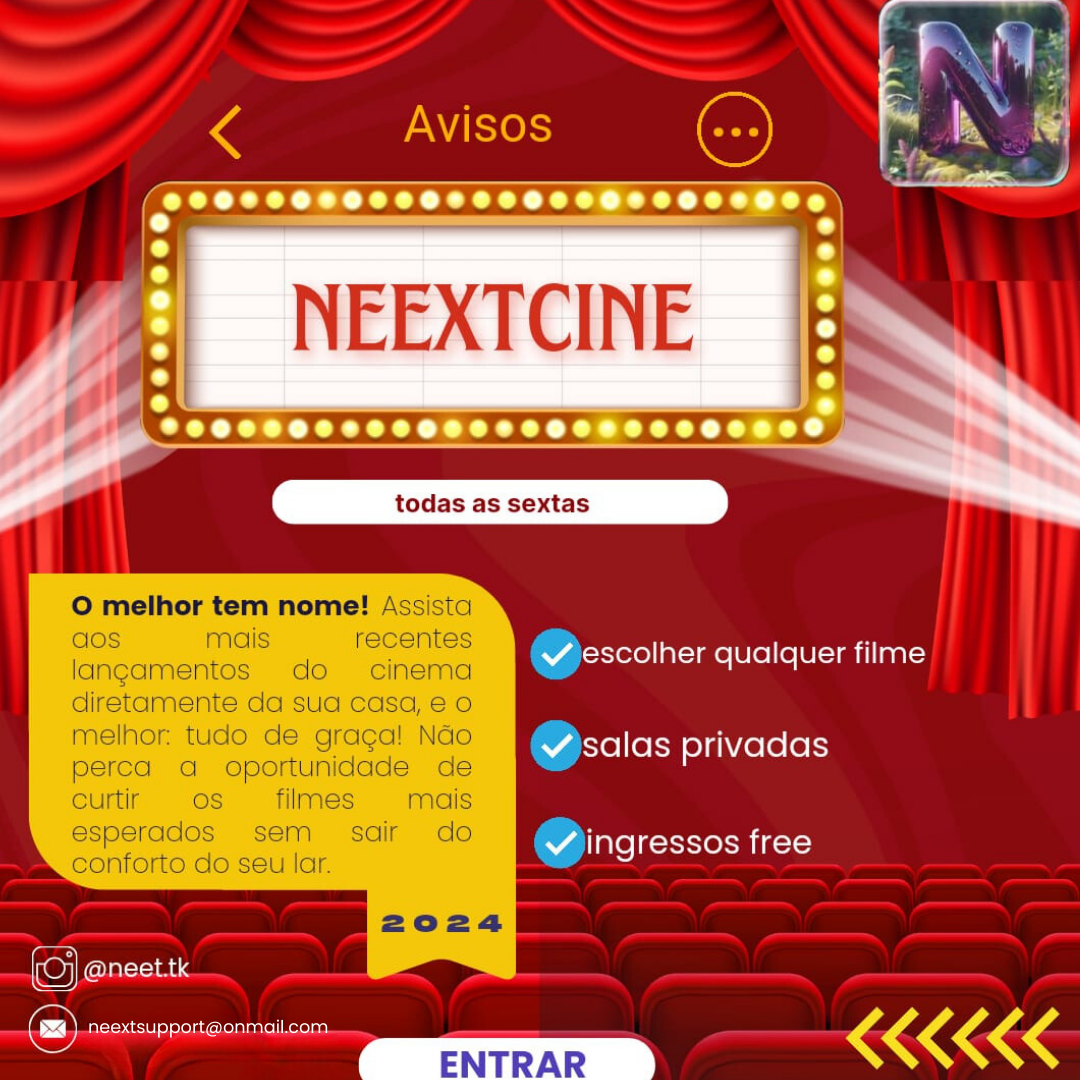 N
Avisos
NEEXTCINE
todas as sextas
O melhor tem nome! Assista
aos mais recentes
lançamentos do cinema
diretamente da sua casa, e o
melhor: tudo de graça! Não
perca a oportunidade de
curtir os filmes mais
esperados sem sair do
conforto do seu lar.
2024
escolher qualquer filme
salas privadas
ingressos free
@neet.tk
neextsupport@onmail.com
ENTRAR